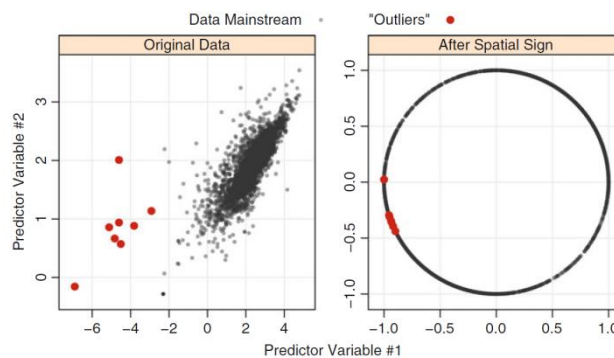 Data Mainstream "Outliers"
Original Data After Spatial Sign
Predictor Variable #2
3
2
1
0
−6 −4 −2 0 2 4
1.0
0.5
0.0
−0.5
−1.0
−1.0 −0.5 0.0 0.5 1.0
Predictor Variable #1